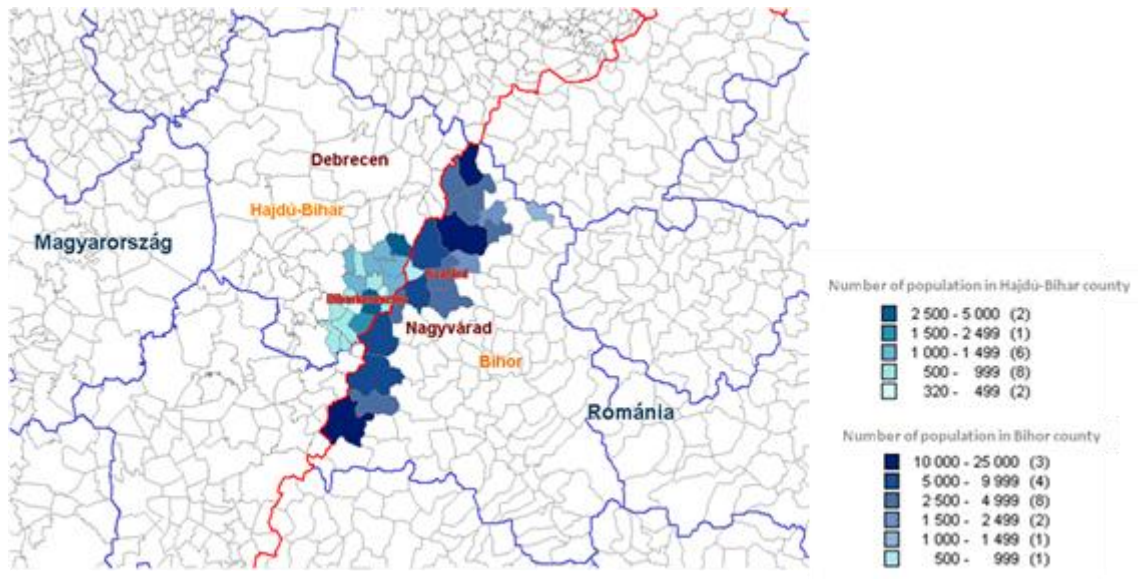 Debrecen
Hajdú-Bihar
Magyarország
Nagyvárad
Bihor
Románia
Number of population in Hajdú-Bihar county
2 500 - 5 000 (2)
1 500 - 2 499 (1)
1 000 - 1 499 (6)
500 - 999 (8)
320 - 499 (2)
Number of population in Bihor county
10 000 - 25 000 (3)
5 000 - 9 999 (4)
2 500 - 4 999 (8)
1 500 - 2 499 (2)
1 000 - 1 499 (1)
500 - 999 (1)